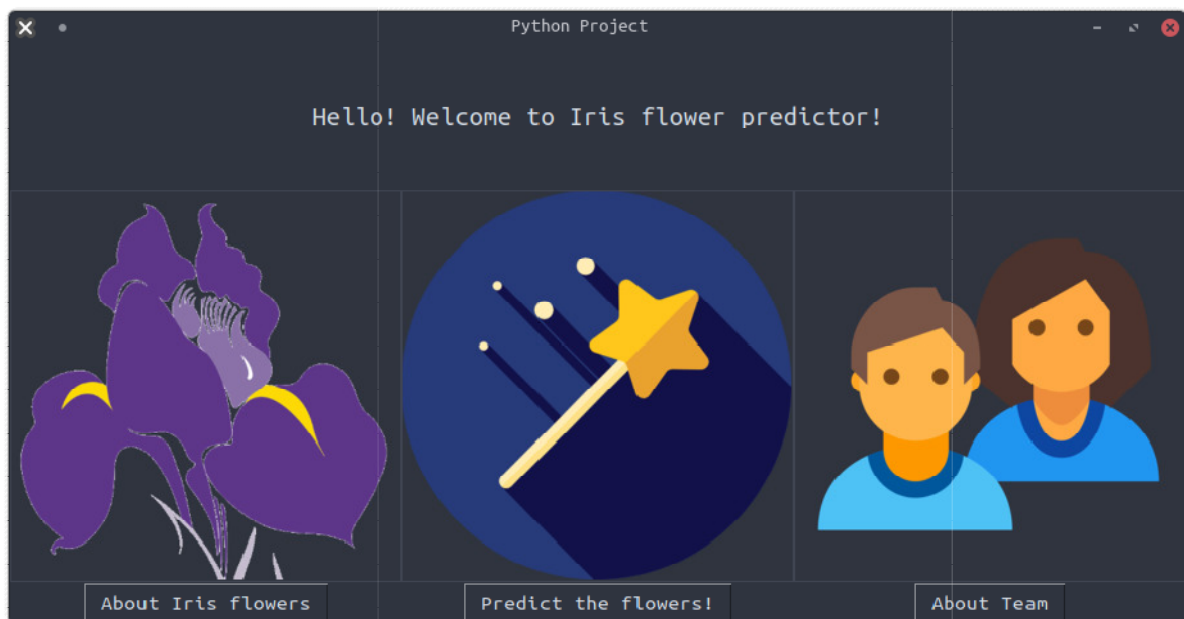 Python Project
Hello! Welcome to Iris flower predictor!
About Iris flowers
Predict the flowers!
About Team